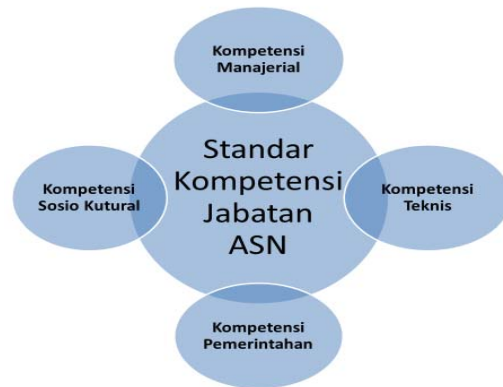 Kompetensi
Manajerial
Standar
Kompetensi
Jabatan
ASN
Kompetensi
Sosio Kutural
Kompetensi
Teknis
Kompetensi
Pemerintahan